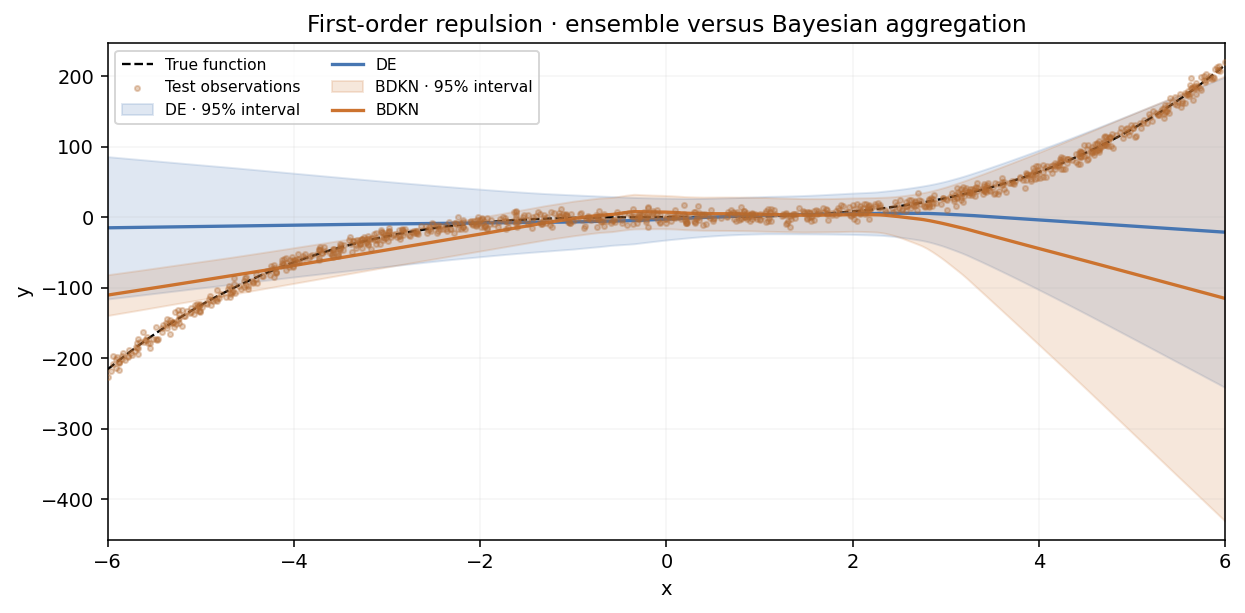 First-order repulsion · ensemble versus Bayesian aggregation
True function
Test observations
DE · 95% interval
DE
BDKN · 95% interval
BDKN
200
100
0
−100
−200
−300
−400
y
−6
−4
−2
0
2
4
6
x